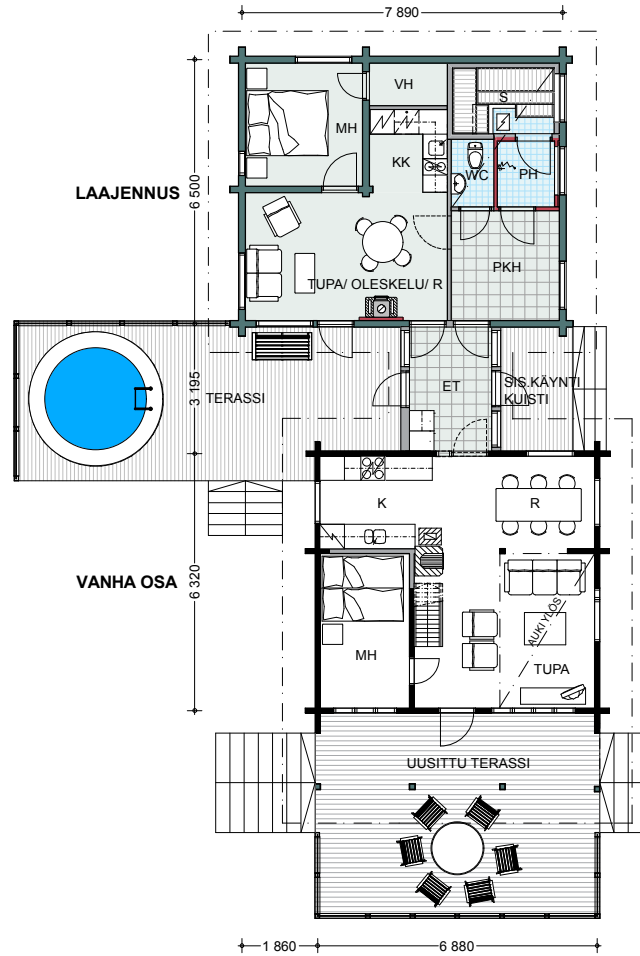 7 890
VH
S
MH
KK
WC
PH
LAAJENNUS
6 500
TUPA/ OLESKELU/ R
PKH
3 195
TERASSI
ET
SIS.KÄYNTI
KUISTI
K
R
VANHA OSA
6 320
AUKI YLÖS
MH
TUPA
UUSITTU TERASSI
1 860
6 880